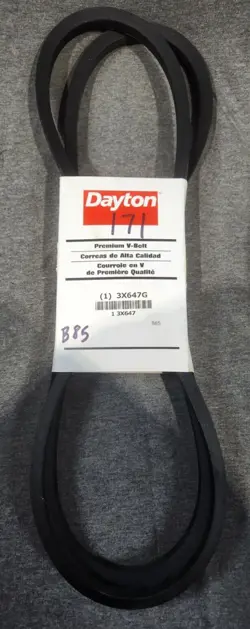 Dayton
171
Premium V-Belt
Correas de Alta Calidad
Courroie en V
de Première Qualité
(1) 3X647G
1 3X647
B85